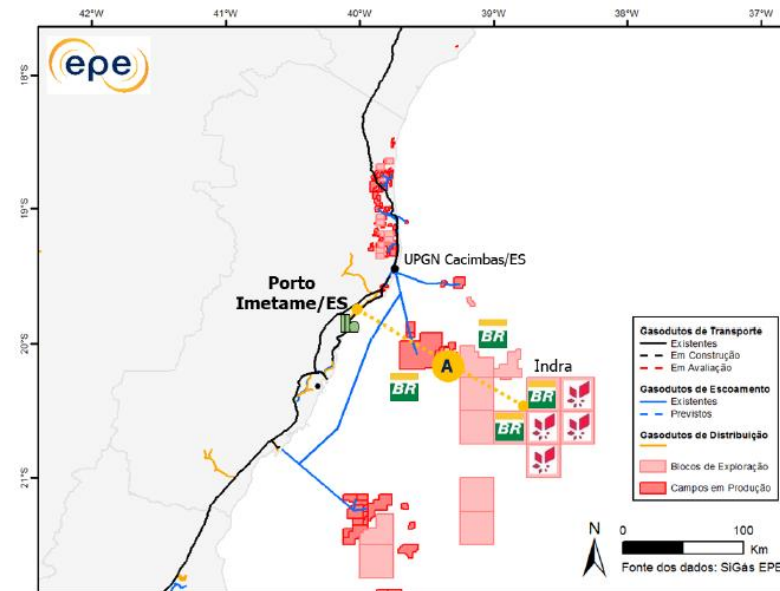 42°W 41°W 40°W 39°W 38°W 37°W
epe
18°S
19°S
UPGN Cacimbas/ES
Porto
Imetame/ES
20°S
BR
A
Indra
BR
BR
BR
21°S
Gasodutos de Transporte
Existentes
Em Construção
Em Avaliação
Gasodutos de Escoamento
Existentes
Previstos
Gasodutos de Distribuição
Blocos de Exploração
Campos em Produção
N
0 100
Km
Fonte dos dados: SiGás EPE